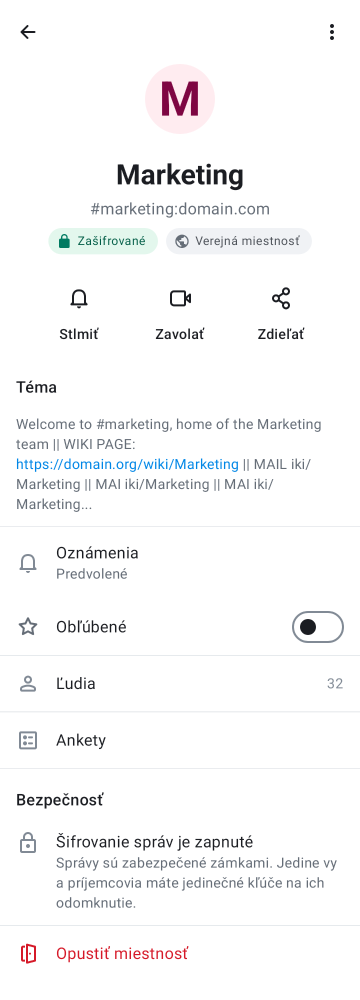 M
Marketing
#marketing:domain.com
Zašifrované Verejná miestnosť
Stlmiť Zavolať Zdieľať
Téma
Welcome to #marketing, home of the Marketing
team || WIKI PAGE:
https://domain.org/wiki/Marketing || MAIL iki/
Marketing || MAI iki/Marketing || MAI iki/
Marketing...
Oznámenia
Predvolené
Obľúbené
Ľudia 32
Ankety
Bezpečnosť
Šifrovanie správ je zapnuté
Správy sú zabezpečené zámkami. Jedine vy
a príjemcovia máte jedinečné kľúče na ich
odomknutie.
Opustiť miestnosť